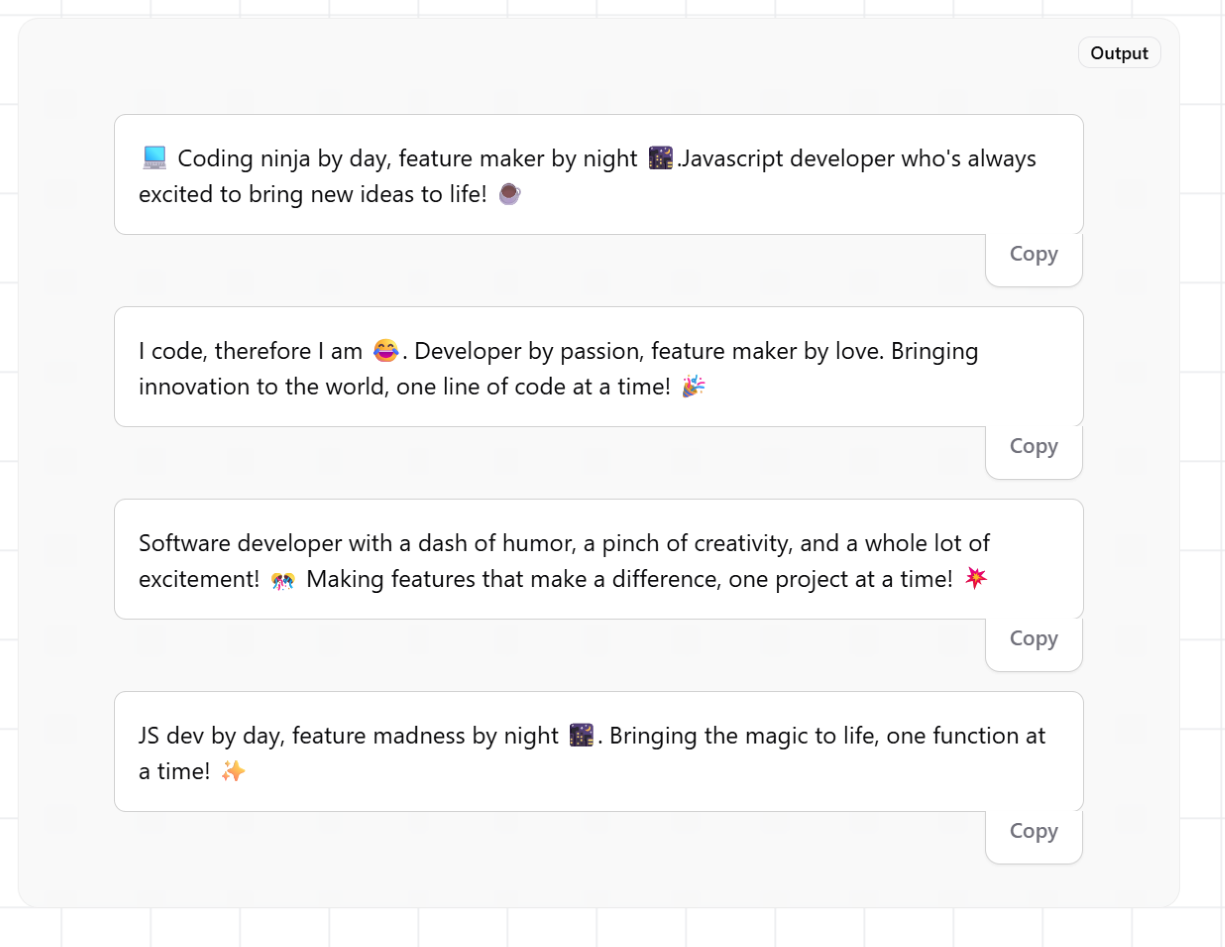 Output
💻 Coding ninja by day, feature maker by night 🌃.Javascript developer who's always
excited to bring new ideas to life! ☕
Copy
I code, therefore I am 😂. Developer by passion, feature maker by love. Bringing
innovation to the world, one line of code at a time! 🎉
Copy
Software developer with a dash of humor, a pinch of creativity, and a whole lot of
excitement! 🎊 Making features that make a difference, one project at a time! 💥
Copy
JS dev by day, feature madness by night 🌃. Bringing the magic to life, one function at
a time! ✨
Copy